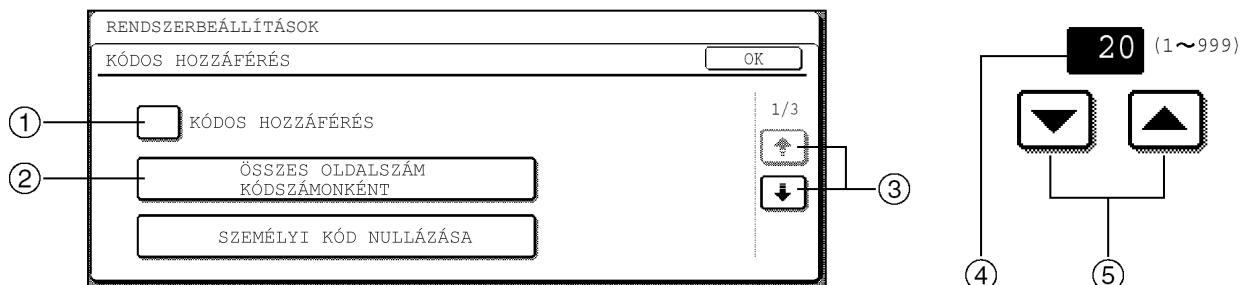 RENDSZERBEÁLLÍTÁSOK
KÓDOS HOZZÁFÉRÉS
OK
1
KÓDOS HOZZÁFÉRÉS
1/3
2
ÖSSZES OLDALSZÁM
KÓDSZÁMONKÉNT
3
SZEMÉLYI KÓD NULLÁZÁSA
20 (1~999)
4
5